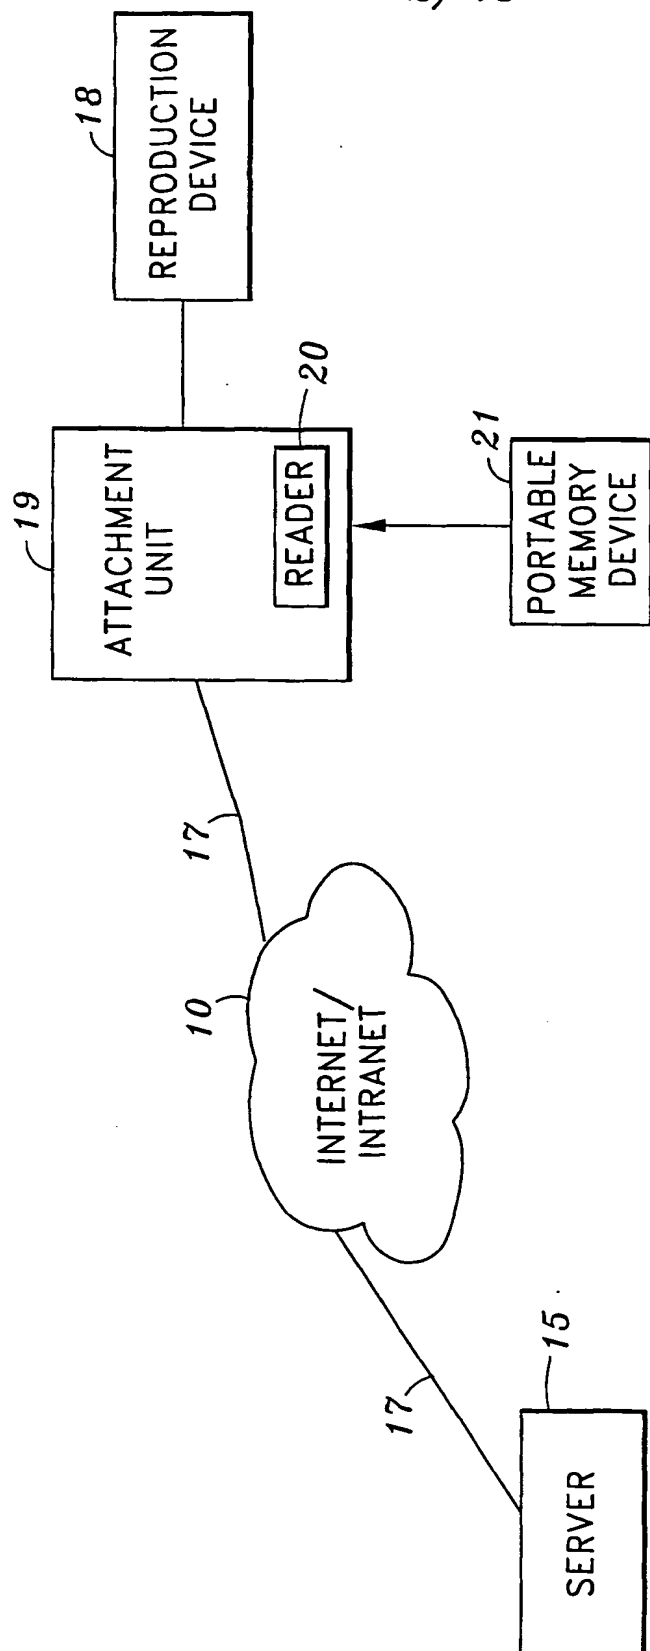 15
SERVER
17
10
INTERNET/
INTRANET
17
19
ATTACHMENT
UNIT
READER
20
21
PORTABLE
MEMORY
DEVICE
18
REPRODUCTION
DEVICE